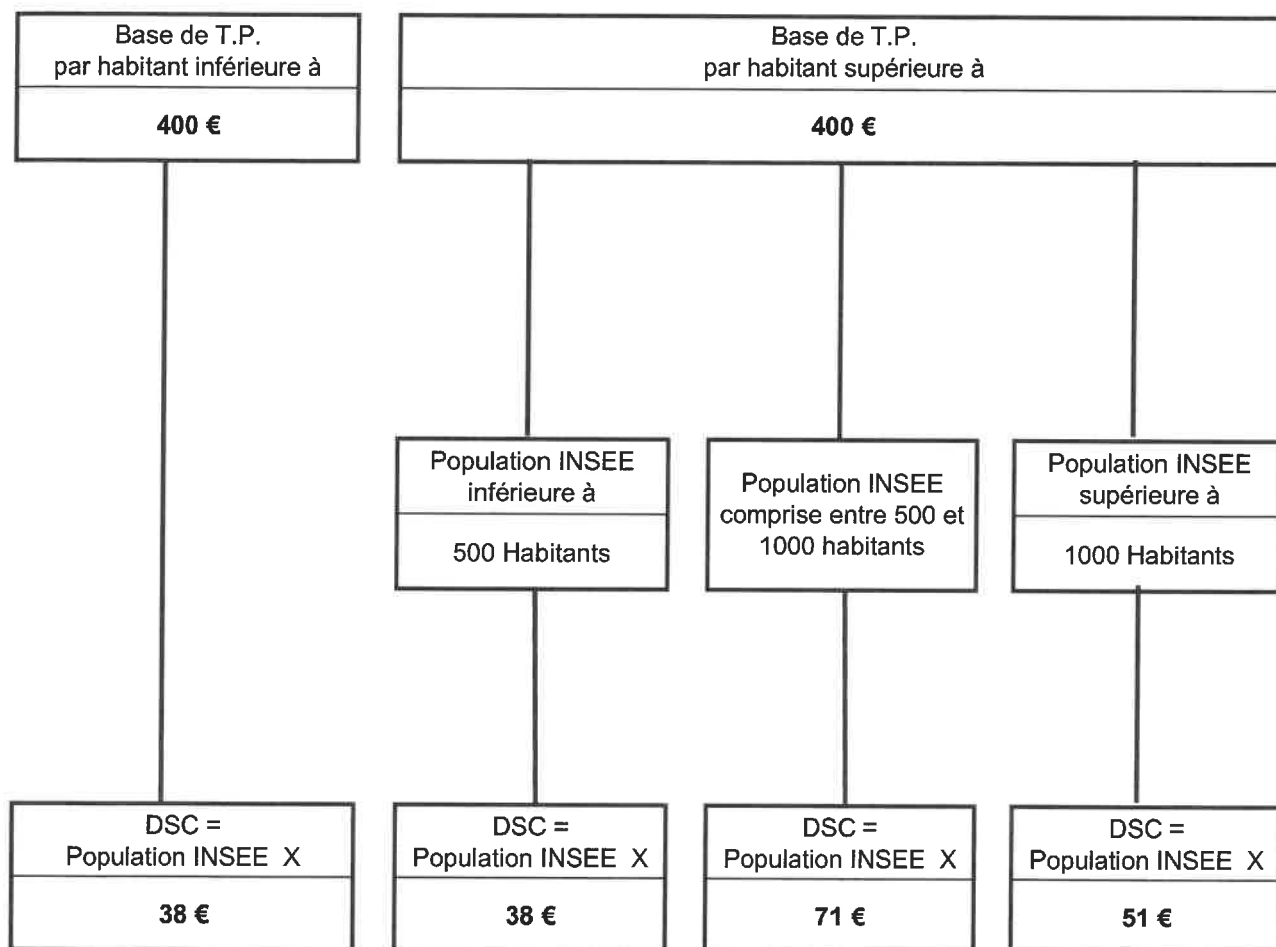 Base de T.P.
par habitant inférieure à
400 €
Base de T.P.
par habitant supérieure à
400 €
Population INSEE
inférieure à
500 Habitants
Population INSEE
comprise entre 500 et
1000 habitants
Population INSEE
supérieure à
1000 Habitants
DSC =
Population INSEE X
38 €
DSC =
Population INSEE X
38 €
DSC =
Population INSEE X
71 €
DSC =
Population INSEE X
51 €